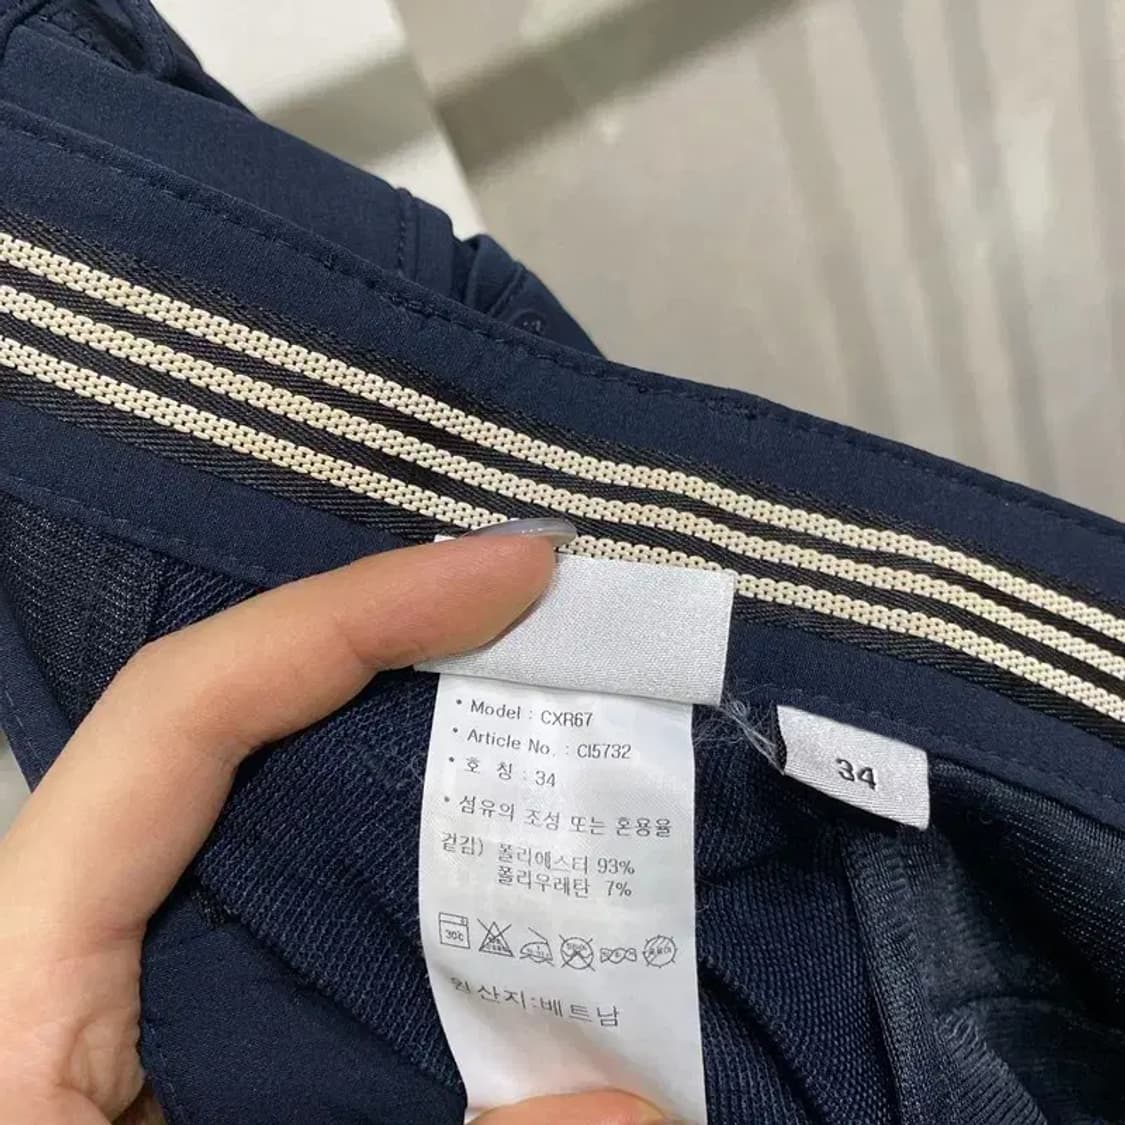 • Model : CXR67
• Article No. : CI5732
• 호 칭 : 34
• 섬유의 조성 또는 혼용율
겉감) 폴리에스터 93%
폴리우레탄 7%
30℃
원산지:베트남
34